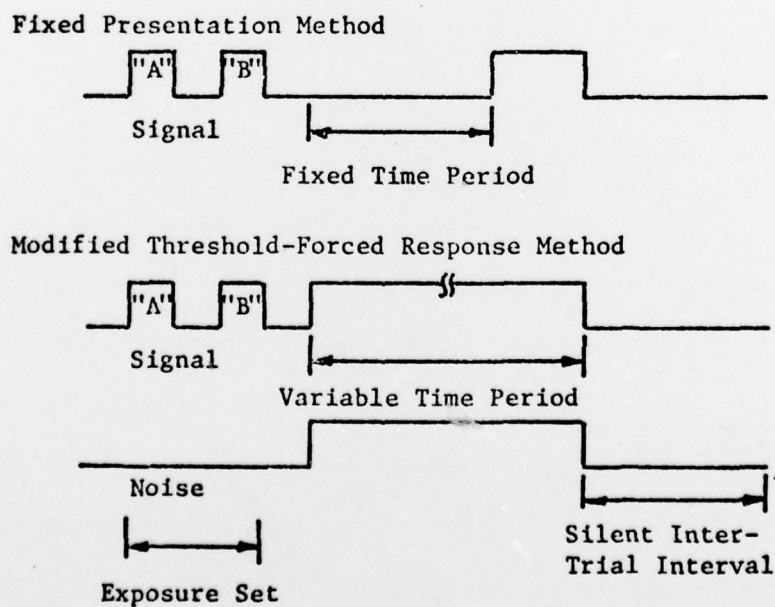 Fixed Presentation Method
"A" "B"
Signal
Fixed Time Period
Modified Threshold-Forced Response Method
"A" "B"
Signal
Variable Time Period
Noise
Silent Inter-
Trial Interval
Exposure Set